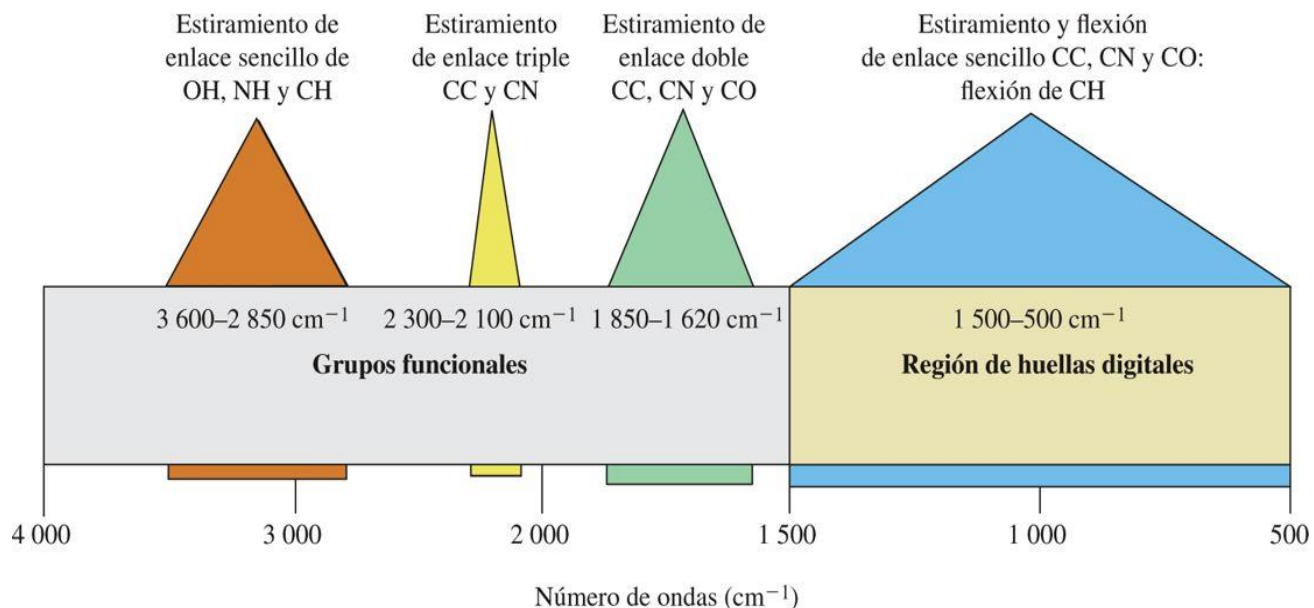 Estiramiento de
enlace sencillo de
OH, NH y CH
Estiramiento
de enlace triple
CC y CN
Estiramiento de
enlace doble
CC, CN y CO
Estiramiento y flexión
de enlace sencillo CC, CN y CO:
flexión de CH
3 600–2 850 cm⁻¹
2 300–2 100 cm⁻¹
1 850–1 620 cm⁻¹
1 500–500 cm⁻¹
Grupos funcionales
Región de huellas digitales
4 000
3 000
2 000
1 500
1 000
500
Número de ondas (cm⁻¹)